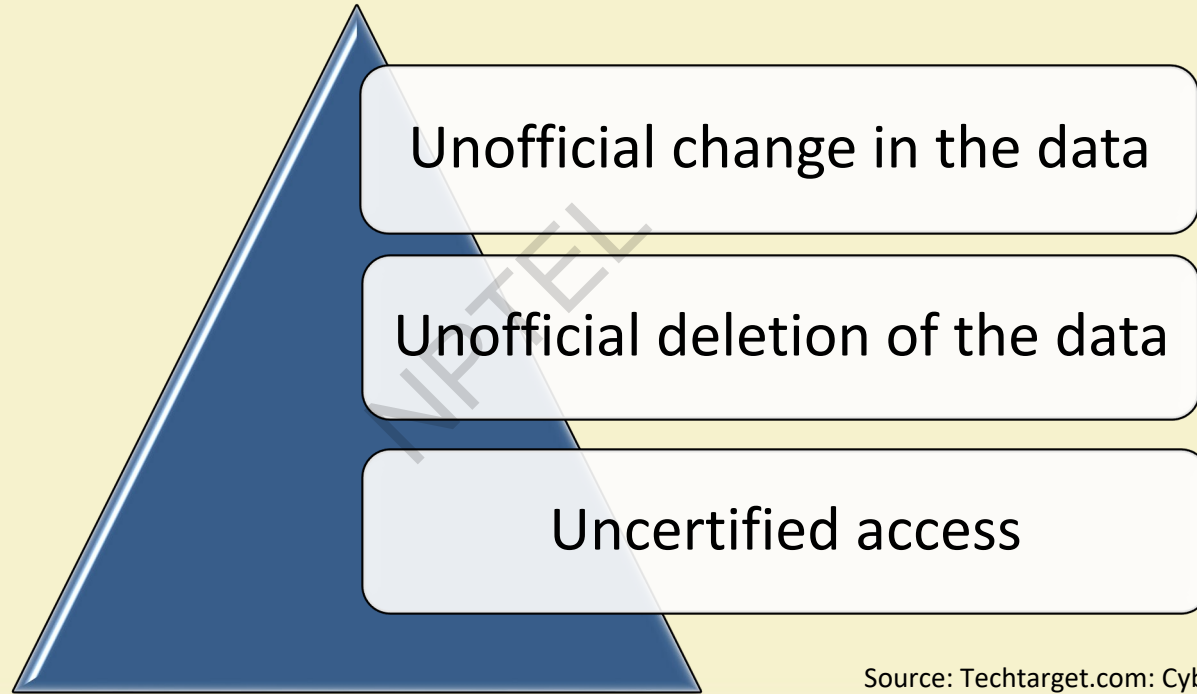 Unofficial change in the data
NPTEL
Unofficial deletion of the data
Uncertified access
Source: Techtarget.com: Cyb